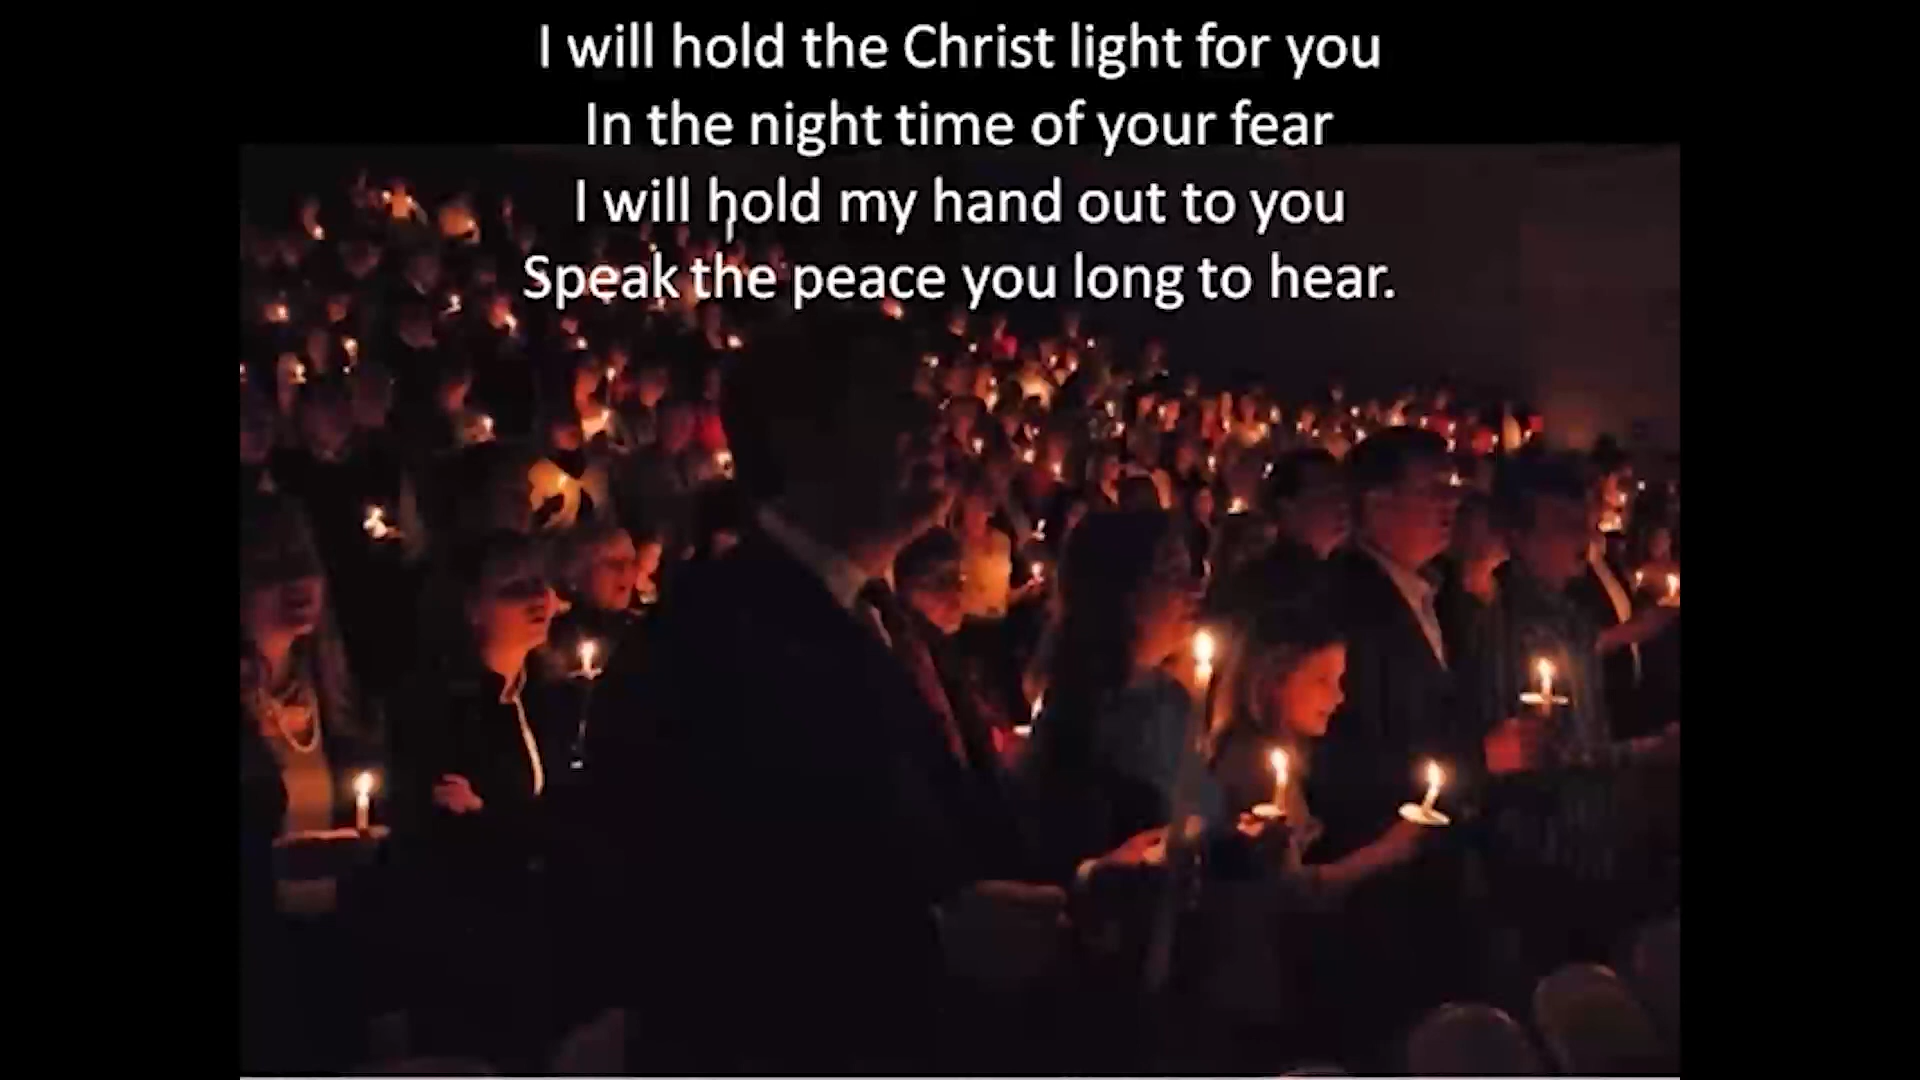 I will hold the Christ light for you
In the night time of your fear
I will hold my hand out to you
Speak the peace you long to hear.